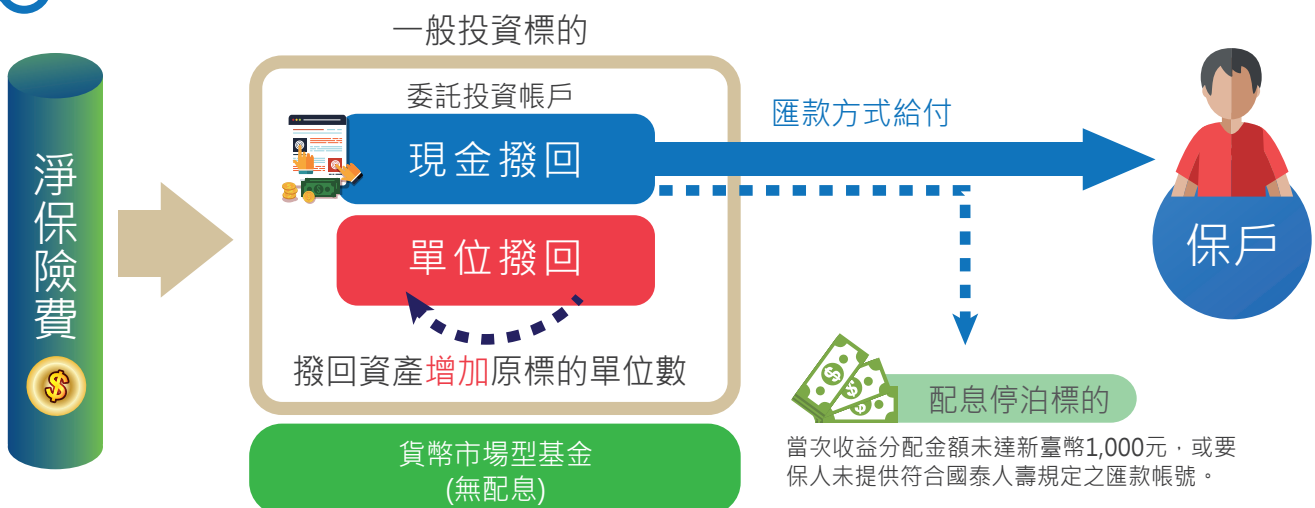 淨保險費
一般投資標的
委託投資帳戶
現金撥回
單位撥回
撥回資產增加原標的單位數
貨幣市場型基金
(無配息)
匯款方式給付
保戶
配息停泊標的
當次收益分配金額未達新臺幣1,000元，或要
保人未提供符合國泰人壽規定之匯款帳號。